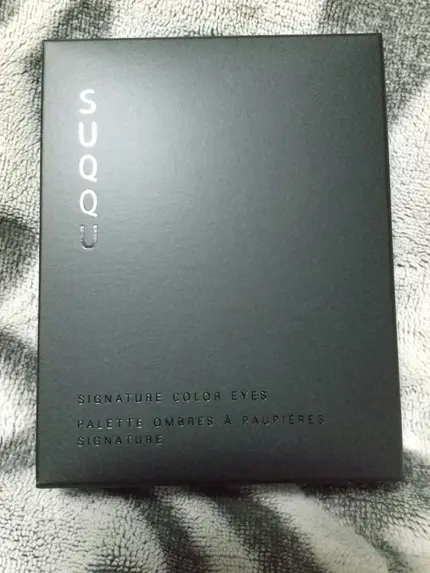 SUQQU
SIGNATURE COLOR EYES
PALETTE OMBRES À PAUPIÈRES
SIGNATURE